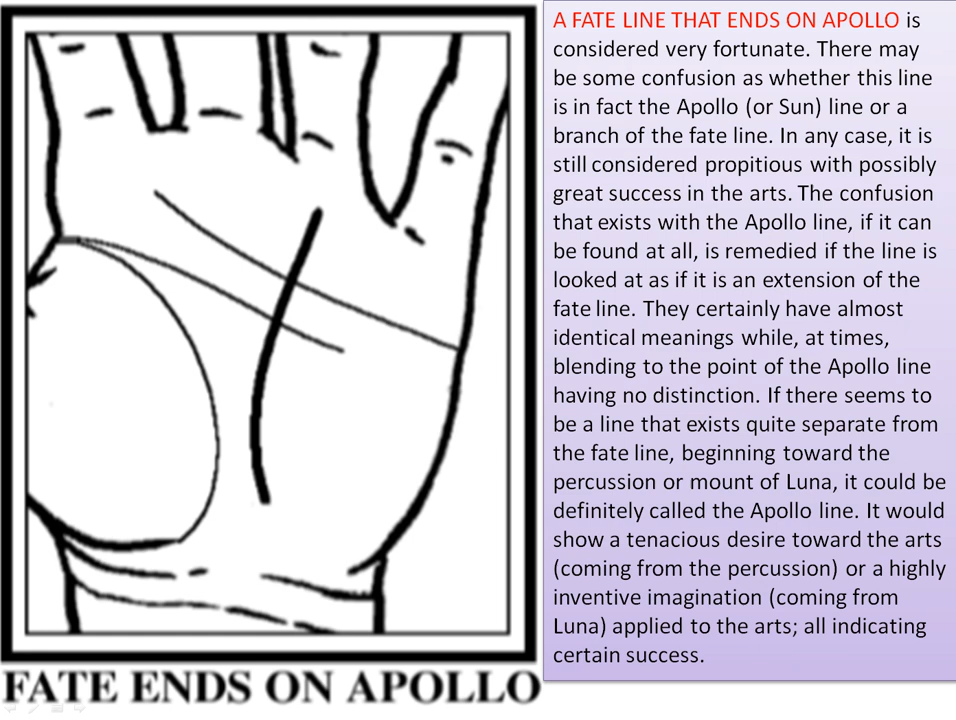 A FATE LINE THAT ENDS ON APOLLO is
considered very fortunate. There may
be some confusion as whether this line
is in fact the Apollo (or Sun) line or a
branch of the fate line. In any case, it is
still considered propitious with possibly
great success in the arts. The confusion
that exists with the Apollo line, if it can
be found at all, is remedied if the line is
looked at as if it is an extension of the
fate line. They certainly have almost
identical meanings while, at times,
blending to the point of the Apollo line
having no distinction. If there seems to
be a line that exists quite separate from
the fate line, beginning toward the
percussion or mount of Luna, it could be
definitely called the Apollo line. It would
show a tenacious desire toward the arts
(coming from the percussion) or a highly
inventive imagination (coming from
Luna) applied to the arts; all indicating
certain success.
FATE ENDS ON APOLLO